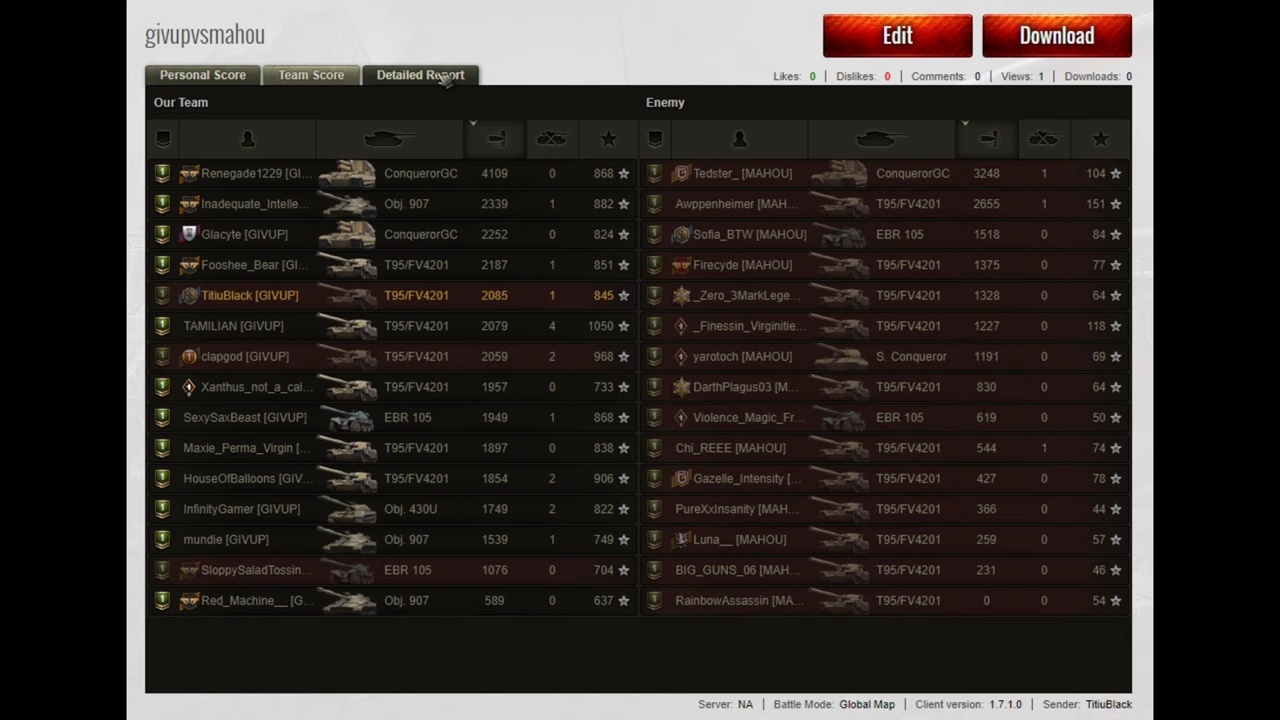 givupvsmahou
Edit
Download
Personal Score
Team Score
Detailed Report
Likes: 0 | Dislikes: 0 | Comments: 0 | Views: 1 | Downloads: 0
Our Team
Enemy
Renegade1229 [GI... ConquerorGC 4109 0 868
Tedster_ [MAHOU] ConquerorGC 3248 1 104
Inadequate_Intelle... Obj. 907 2339 1 882
Awppenheimer [MAH... T95/FV4201 2655 1 151
Glacyte [GIVUP] ConquerorGC 2252 0 824
Sofia_BTW [MAHOU] EBR 105 1518 0 84
Fooshee_Bear [GI... T95/FV4201 2187 1 851
Firecyde [MAHOU] T95/FV4201 1375 0 77
TitiuBlack [GIVUP] T95/FV4201 2085 1 845
_Zero_3MarkLege... T95/FV4201 1328 0 64
TAMILIAN [GIVUP] T95/FV4201 2079 4 1050
_Finessin_Virginitie... T95/FV4201 1227 0 118
clapgod [GIVUP] T95/FV4201 2059 2 968
yarotoch [MAHOU] S. Conqueror 1191 0 69
Xanthus_not_a_cal... T95/FV4201 1957 0 733
DarthPlagus03 [M... T95/FV4201 830 0 64
SexySaxBeast [GIVUP] EBR 105 1949 1 868
Violence_Magic_Fr... EBR 105 619 0 50
Maxie_Perma_Virgin [... T95/FV4201 1897 0 838
Chi_REEE [MAHOU] T95/FV4201 544 1 74
HouseOfBalloons [GIV... T95/FV4201 1854 2 906
Gazelle_Intensity [... T95/FV4201 427 0 78
InfinityGamer [GIVUP] Obj. 430U 1749 2 822
PureXxInsanity [MAH... T95/FV4201 366 0 44
mundie [GIVUP] Obj. 907 1539 1 749
Luna__ [MAHOU] T95/FV4201 259 0 57
SloppySaladTossin... EBR 105 1076 0 704
BIG_GUNS_06 [MAH... T95/FV4201 231 0 46
Red_Machine__ [G... Obj. 907 589 0 637
RainbowAssassin [MA... T95/FV4201 0 0 54
Server: NA | Battle Mode: Global Map | Client version: 1.7.1.0 | Sender: TitiuBlack